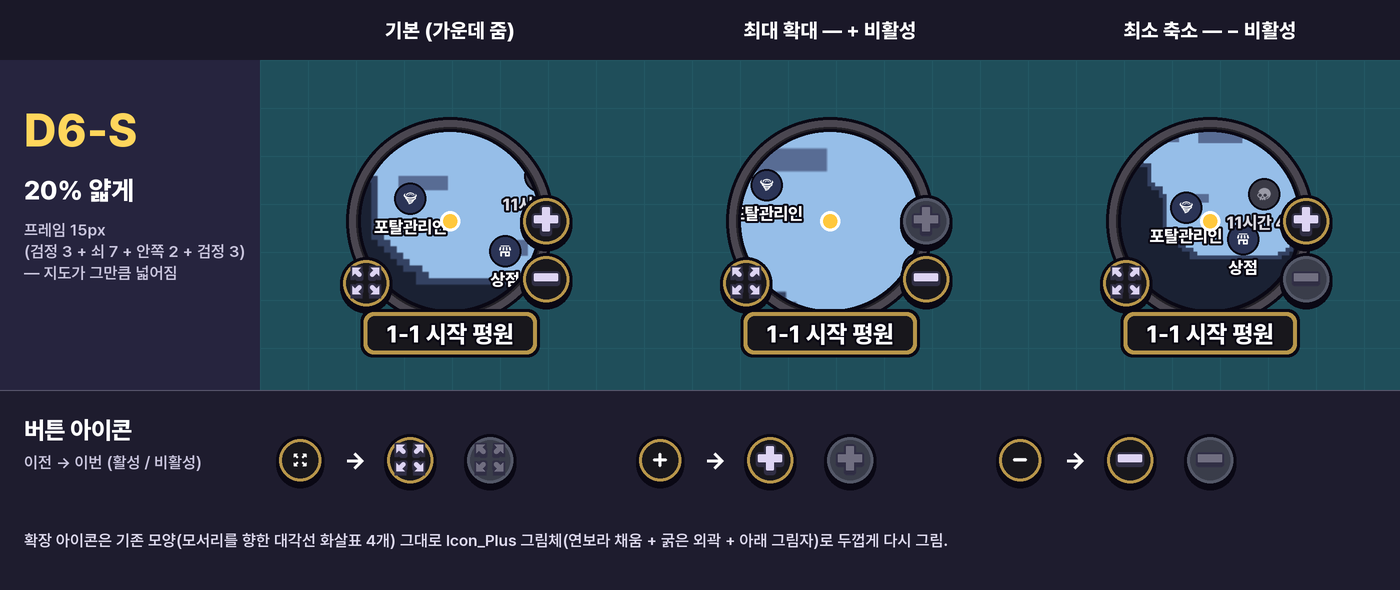 기본 (가운데 줌)
최대 확대 — + 비활성
최소 축소 — – 비활성
D6-S
20% 얇게
프레임 15px
(검정 3 + 쇠 7 + 안쪽 2 + 검정 3)
— 지도가 그만큼 넓어짐
포탈관리인
11시
상점
1-1 시작 평원
포탈관리인
1-1 시작 평원
포탈관리인
11시간
상점
1-1 시작 평원
버튼 아이콘
이전 → 이번 (활성 / 비활성)
확장 아이콘은 기존 모양(모서리를 향한 대각선 화살표 4개) 그대로 Icon_Plus 그림체(연보라 채움 + 굵은 외곽 + 아래 그림자)로 두껍게 다시 그림.